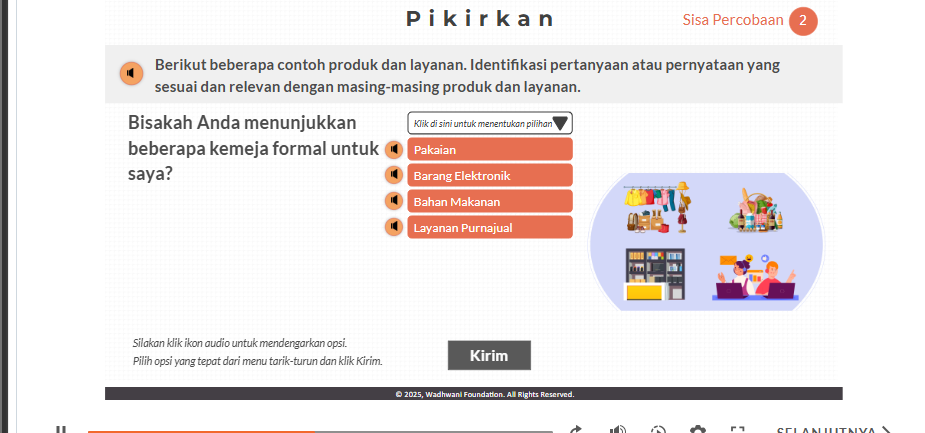 Pikirkan
Sisa Percobaan 2
Berikut beberapa contoh produk dan layanan. Identifikasi pertanyaan atau pernyataan yang
sesuai dan relevan dengan masing-masing produk dan layanan.
Bisakah Anda menunjukkan
beberapa kemeja formal untuk
saya?
Klik di sini untuk menentukan pilihan
Pakaian
Barang Elektronik
Bahan Makanan
Layanan Purnajual
Silakan klik ikon audio untuk mendengarkan opsi.
Pilih opsi yang tepat dari menu tarik-turun dan klik Kirim.
Kirim
© 2025, Wadhwani Foundation. All Rights Reserved.
SELANJUTNYA